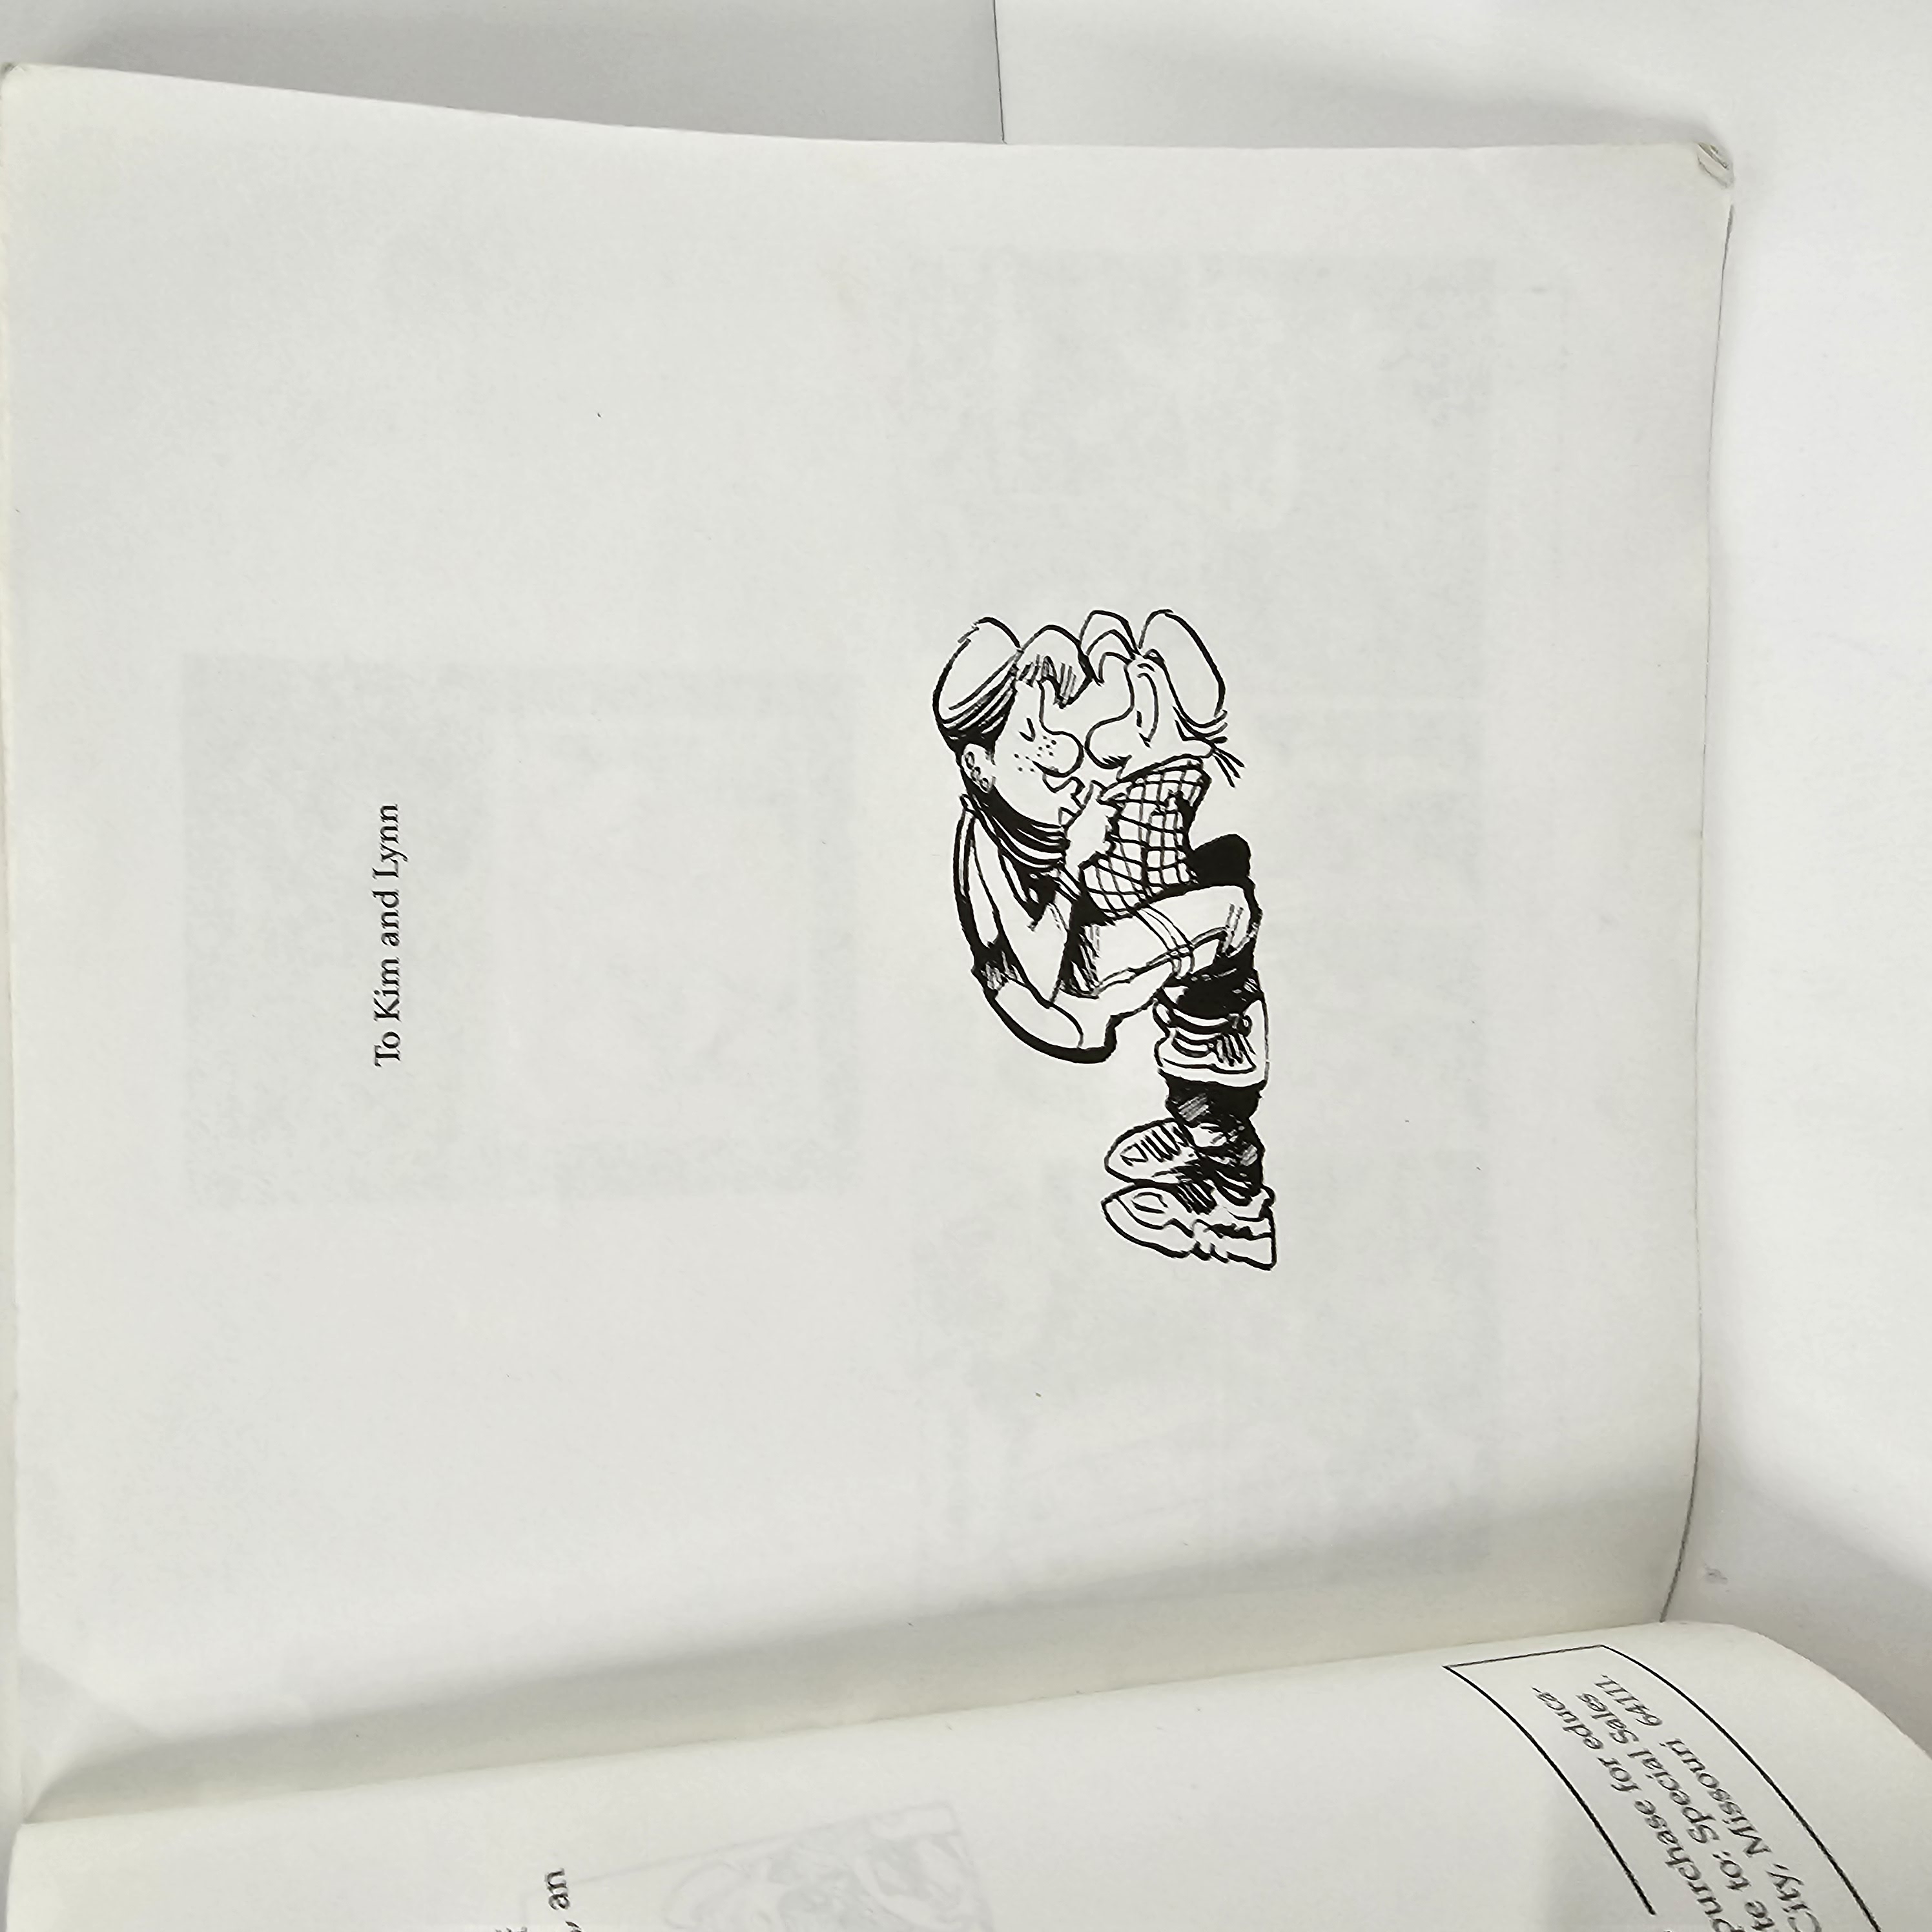 , an
purchase for educa-
te to: Special Sales
City, Missouri 64111.
To Kim and Lynn